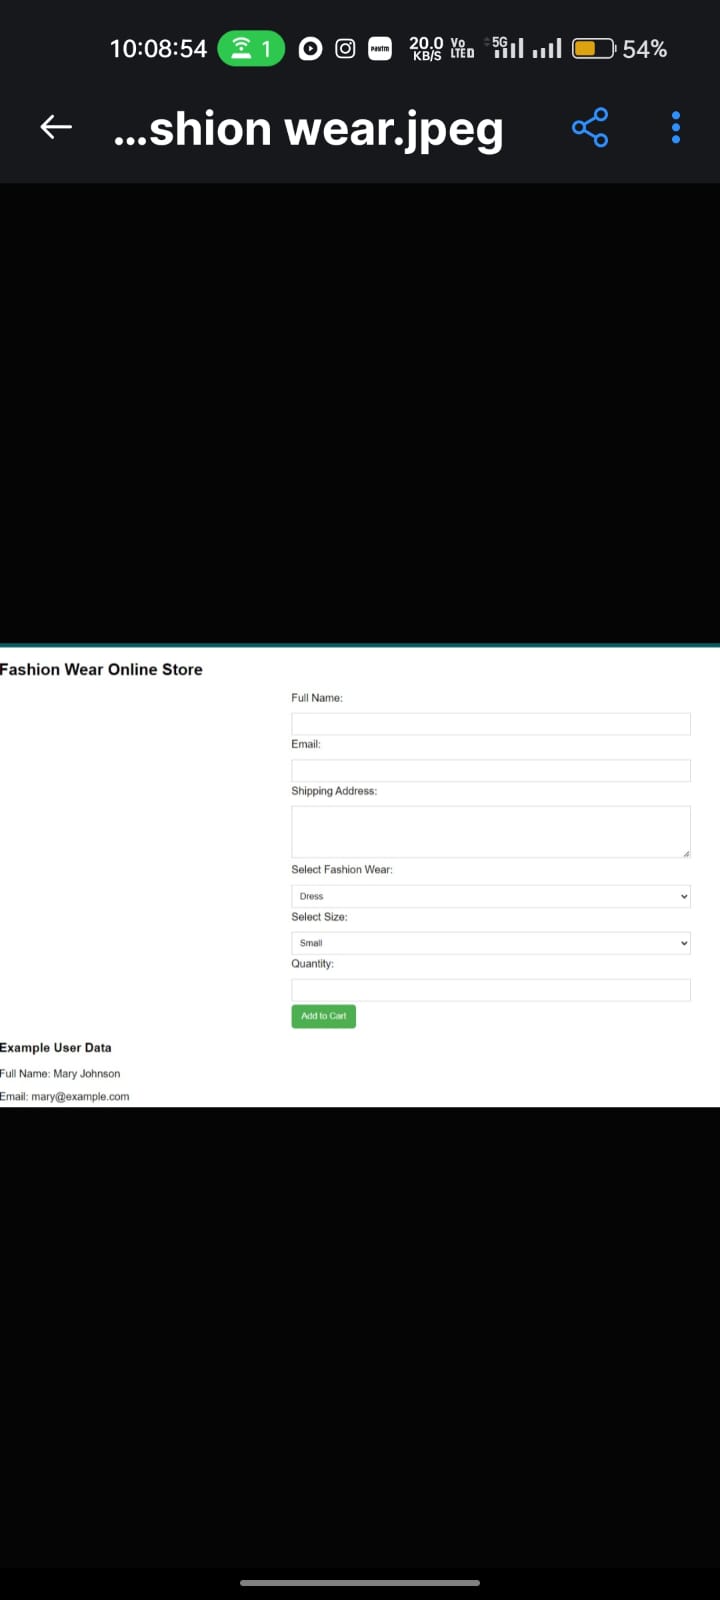 10:08:54 1 Paytm 20.0 KB/S Vo LTE 5G 54%
...shion wear.jpeg
Fashion Wear Online Store
Full Name:
Email:
Shipping Address:
Select Fashion Wear:
Dress
Select Size:
Small
Quantity:
Add to Cart
Example User Data
Full Name: Mary Johnson
Email: mary@example.com